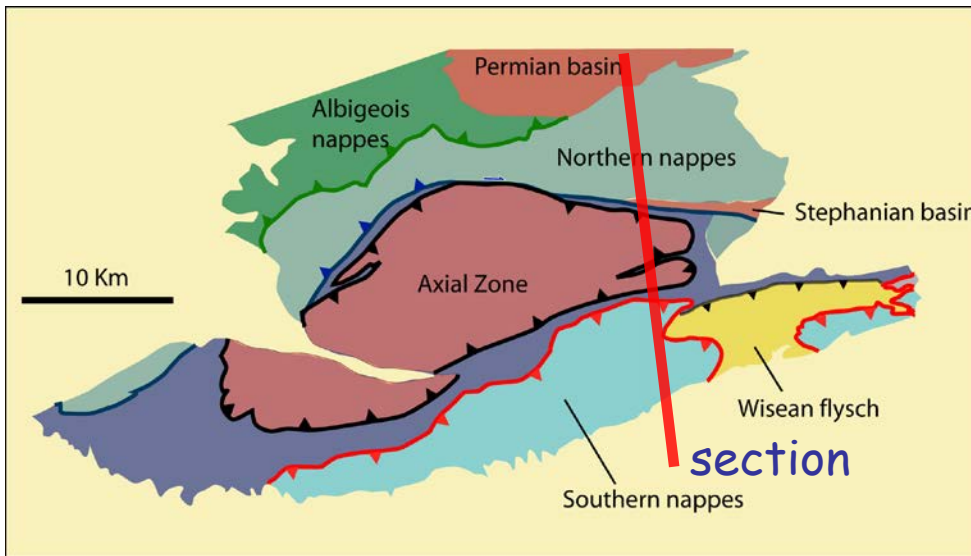 Permian basin
Albigeois
nappes
Northern nappes
Stephanian basin
10 Km
Axial Zone
Wisean flysch
section
Southern nappes